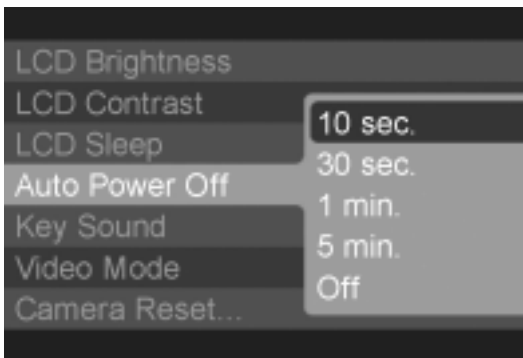 LCD Brightness
LCD Contrast
LCD Sleep
Auto Power Off
Key Sound
Video Mode
Camera Reset...
10 sec.
30 sec.
1 min.
5 min.
Off